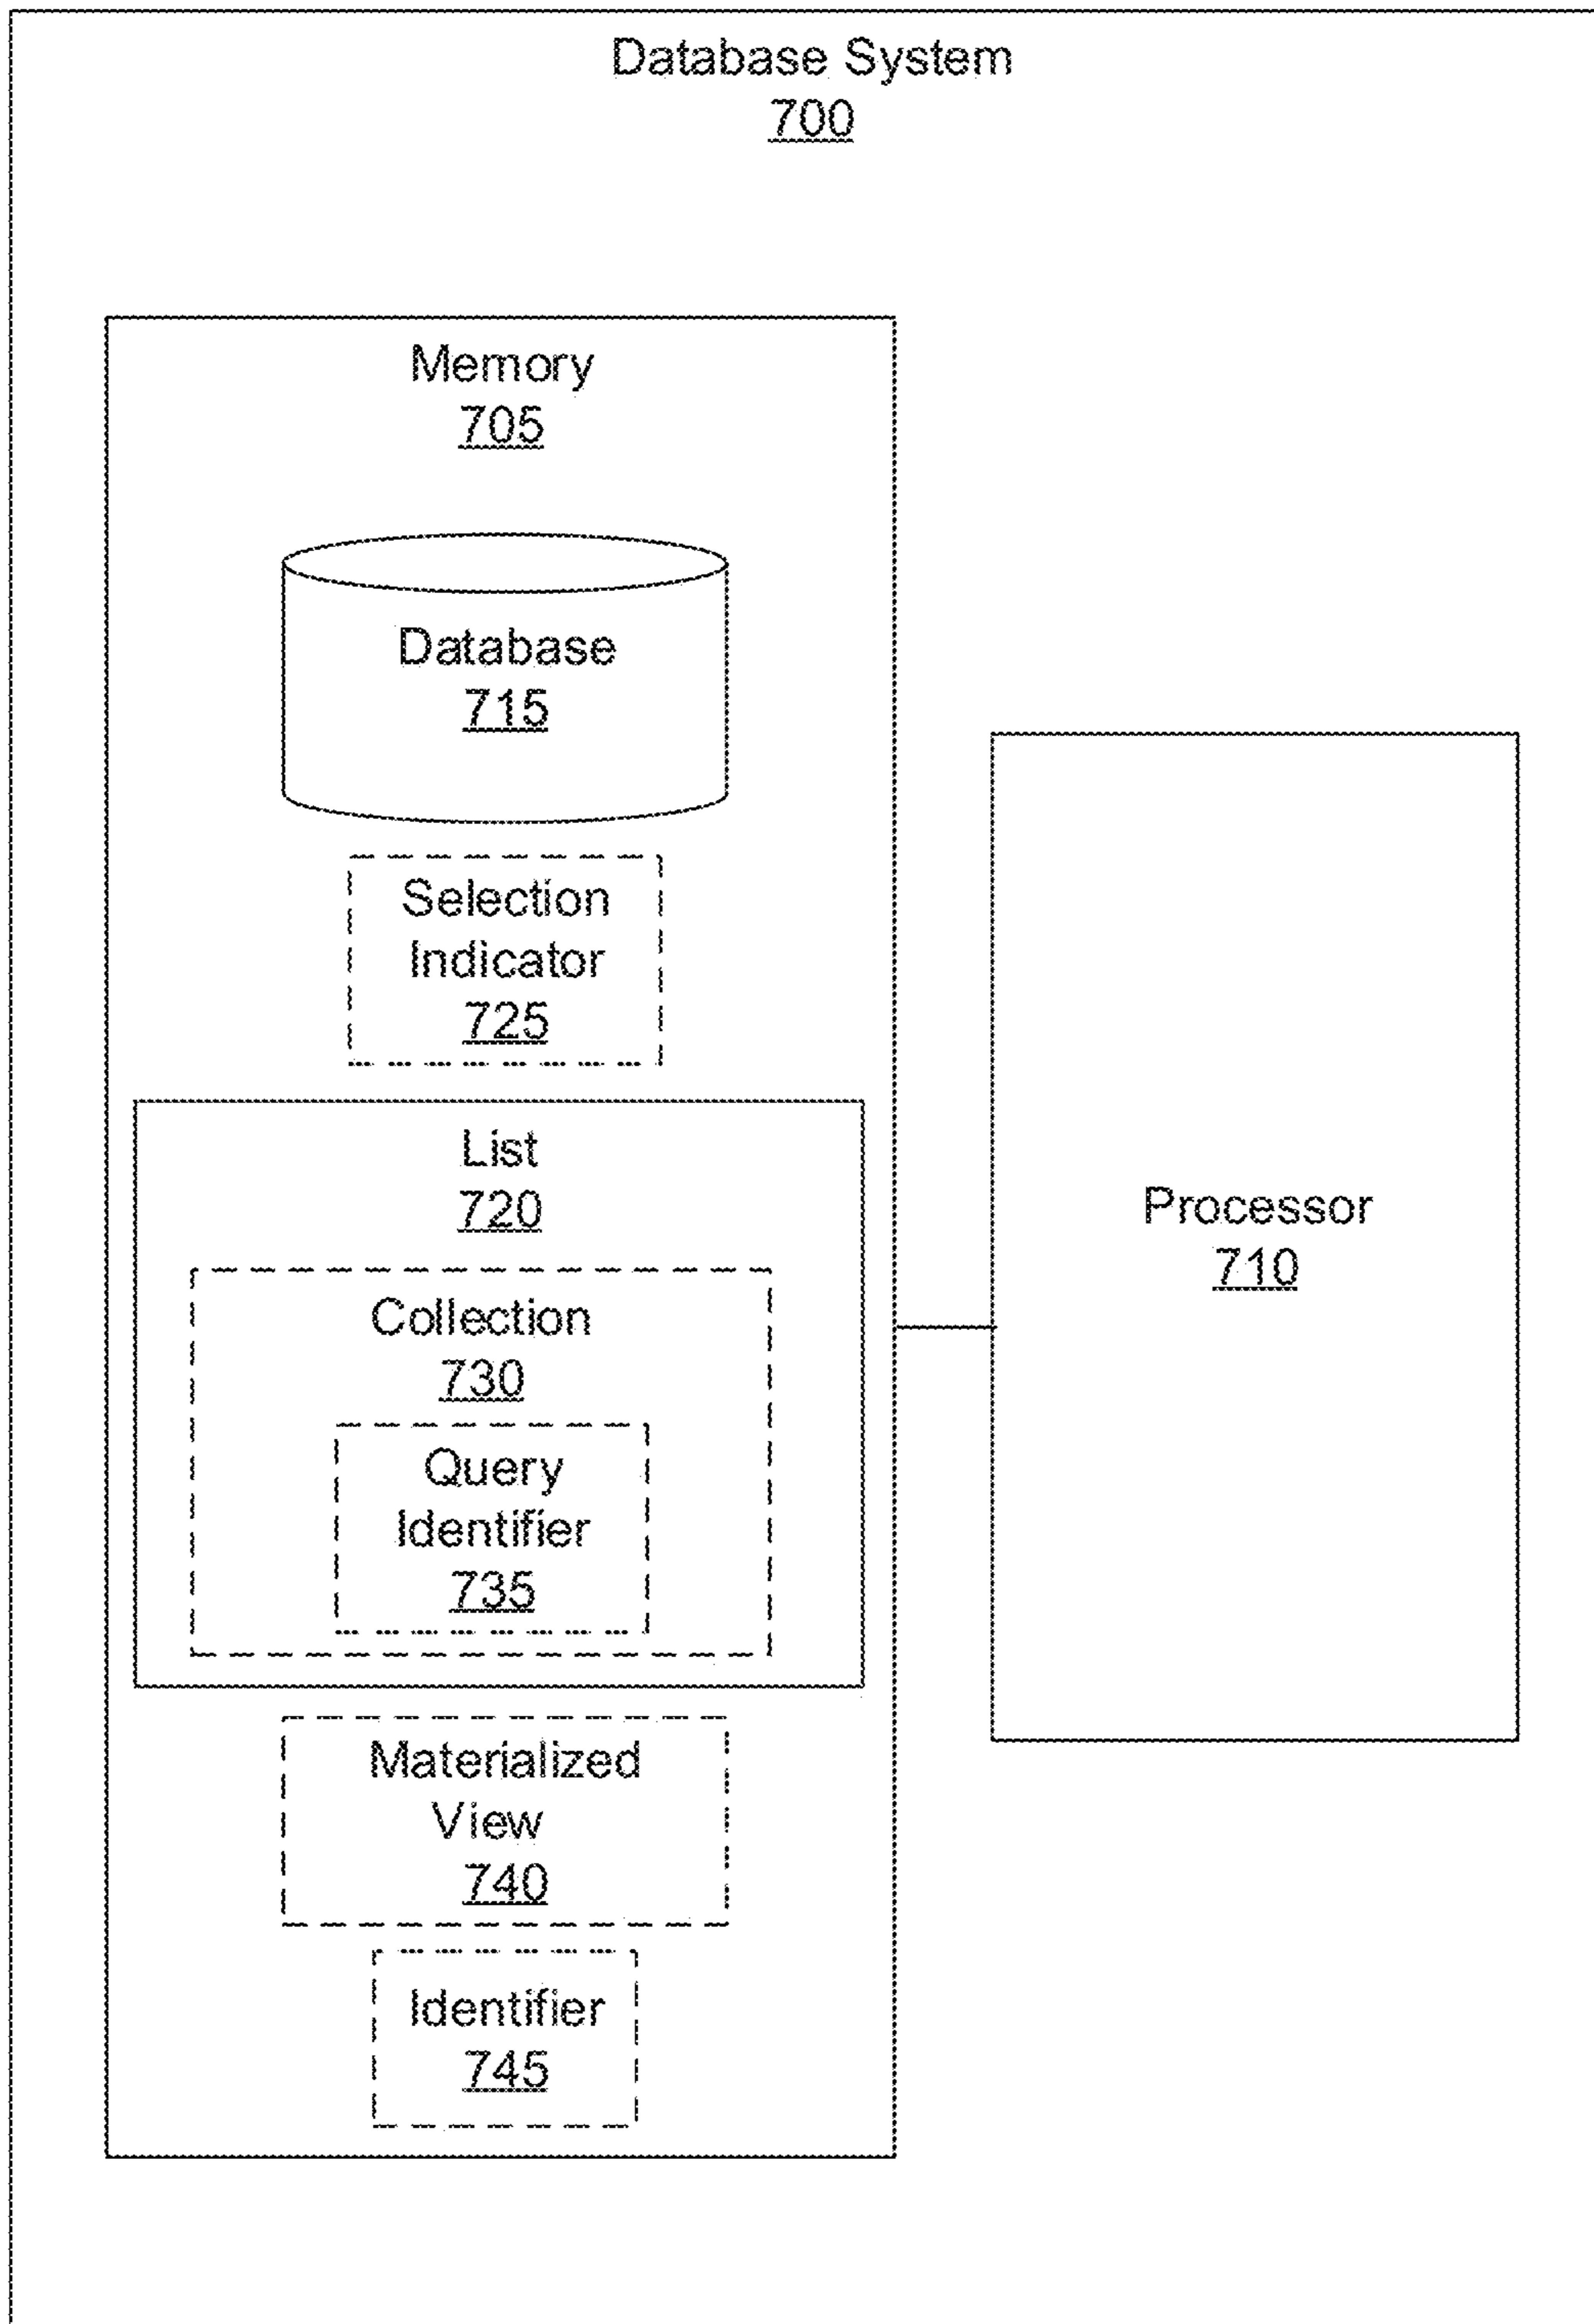 Database System
700
Memory
705
Database
715
Selection
Indicator
725
List
720
Collection
730
Query
Identifier
735
Materialized
View
740
Identifier
745
Processor
710